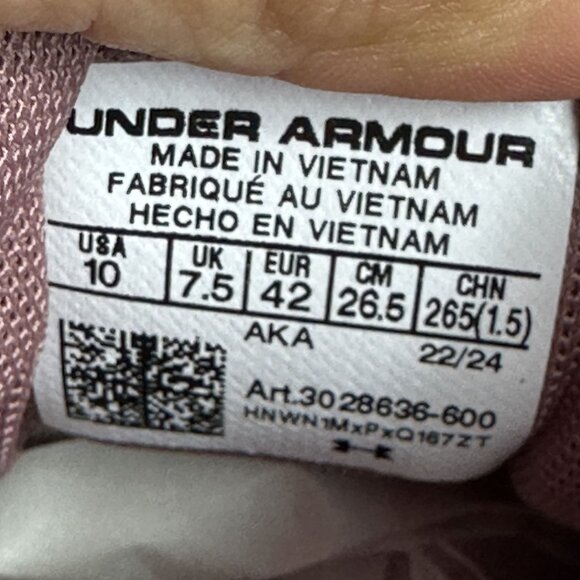 UNDER ARMOUR
MADE IN VIETNAM
FABRIQUÉ AU VIETNAM
HECHO EN VIETNAM
USA UK EUR CM CHN
10 7.5 42 26.5 265(1.5)
AKA 22/24
Art.3028636-600
HNWN1MxPxQ167ZT